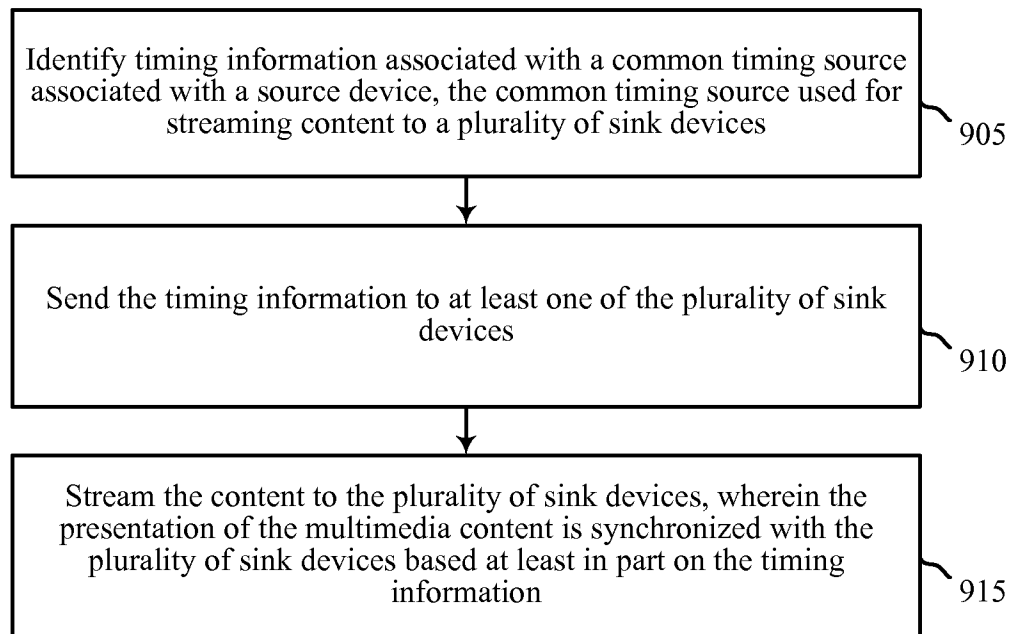 Identify timing information associated with a common timing source
associated with a source device, the common timing source used for
streaming content to a plurality of sink devices
905
Send the timing information to at least one of the plurality of sink
devices
910
Stream the content to the plurality of sink devices, wherein the
presentation of the multimedia content is synchronized with the
plurality of sink devices based at least in part on the timing
information
915